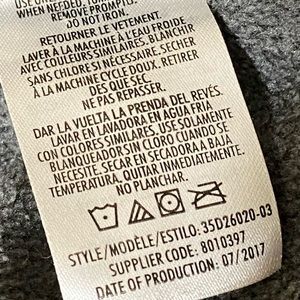 WHEN NEEDED, TUMBLE
REMOVE PROMPTLY.
DO NOT IRON.
RETOURNER LE VETEMENT.
LAVER À LA MACHINE À L'EAU FROIDE
AVEC COULEURS SIMILAIRES. BLANCHIR
SANS CHLORE SI NÉCESSAIRE. SÉCHER
À LA MACHINE CYCLE DOUX. RETIRER
DÈS QUE SEC.
NE PAS REPASSER.
DAR LA VUELTA LA PRENDA DEL REVÉS.
LAVAR EN LAVADORA EN AGUA FRIA
CON COLORES SIMILARES. USE SOLAMENTE
BLANQUEADOR SIN CLORO CUANDO SE
NECESITE. SECAR EN SECADORA A BAJA
TEMPERATURA. QUITAR IMMEDIATAMENTE.
NO PLANCHAR.
STYLE/MODÈLE/ESTILO: 35D26020-03
SUPPLIER CODE: 8010397
DATE OF PRODUCTION: 07/2017